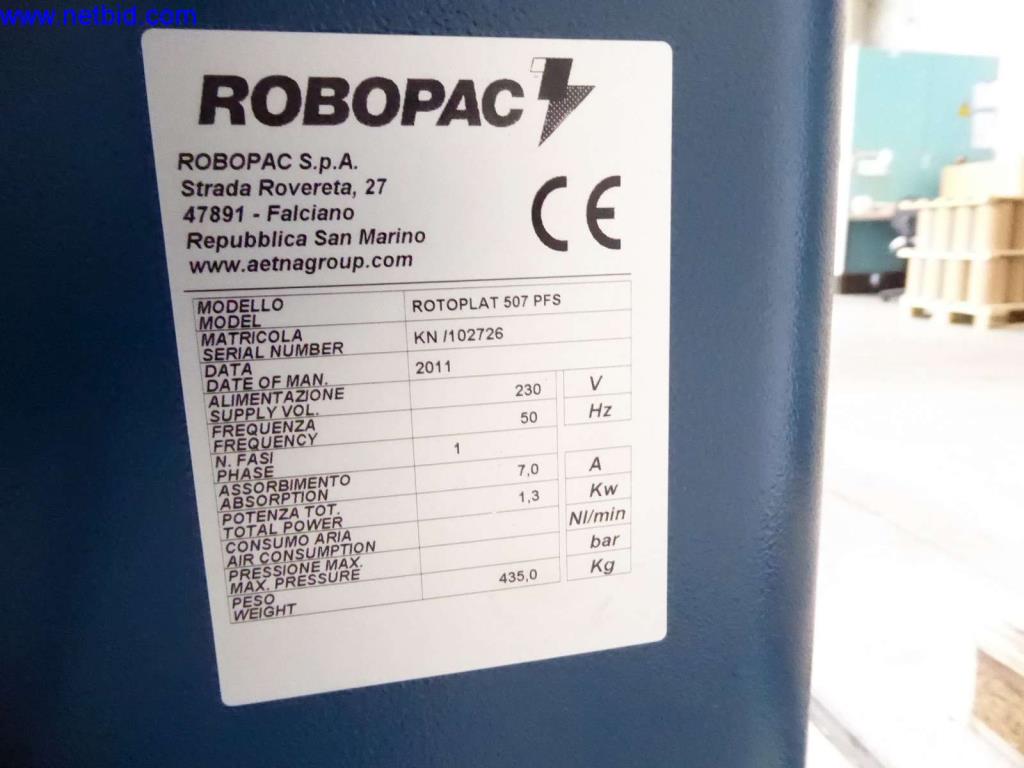 www.netbid.com
ROBOPAC
ROBOPAC S.p.A.
Strada Rovereta, 27
47891 - Falciano
Repubblica San Marino
www.aetnagroup.com
CE
MODELLO
MODEL
ROTOPLAT 507 PFS
MATRICOLA
SERIAL NUMBER
KN /102726
DATA
DATE OF MAN.
2011
ALIMENTAZIONE
SUPPLY VOL.
230 V
FREQUENZA
FREQUENCY
50 Hz
N. FASI
PHASE
1
ASSORBIMENTO
ABSORPTION
7,0 A
POTENZA TOT.
TOTAL POWER
1,3 Kw
CONSUMO ARIA
AIR CONSUMPTION
Nl/min
PRESSIONE MAX.
MAX. PRESSURE
bar
PESO
WEIGHT
435,0 Kg